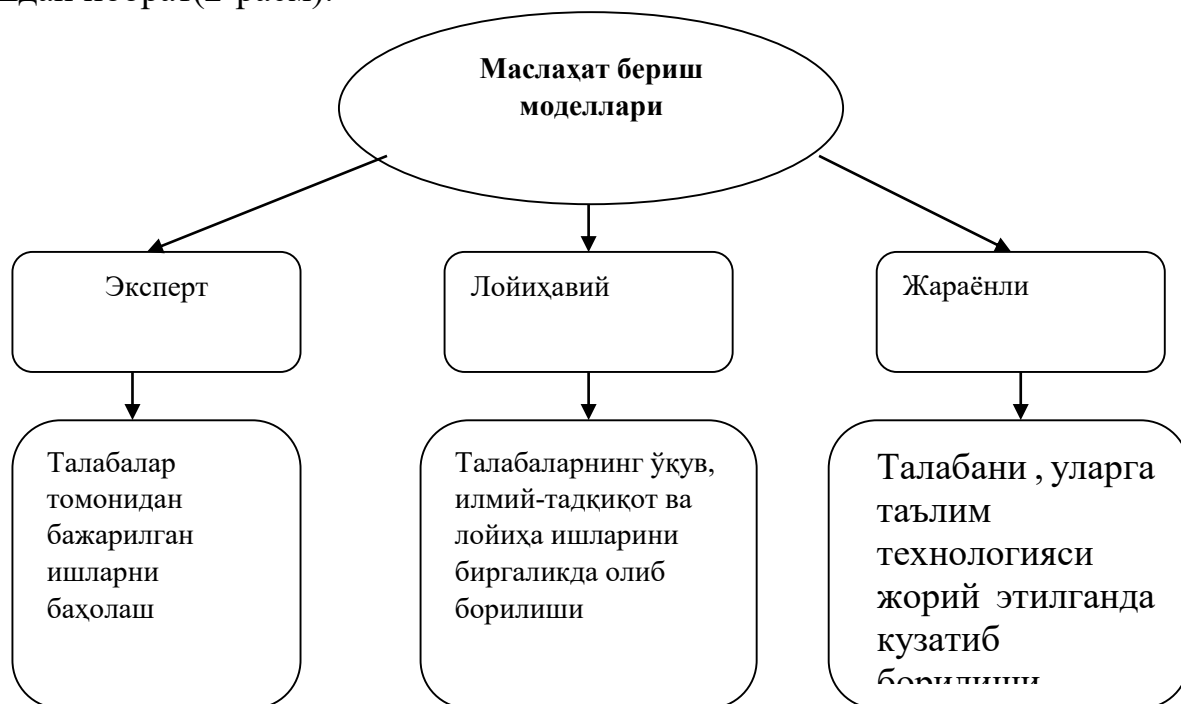 Маслаҳат бериш
моделлари
Эксперт
Лойиҳавий
Жараёнли
Талабалар
томонидан
бажарилган
ишларни
баҳолаш
Талабаларнинг ўқув,
илмий-тадқиқот ва
лойиҳа ишларини
биргаликда олиб
борилиши
Талабани , уларга
таълим
технологияси
жорий этилганда
кузатиб
борилиши